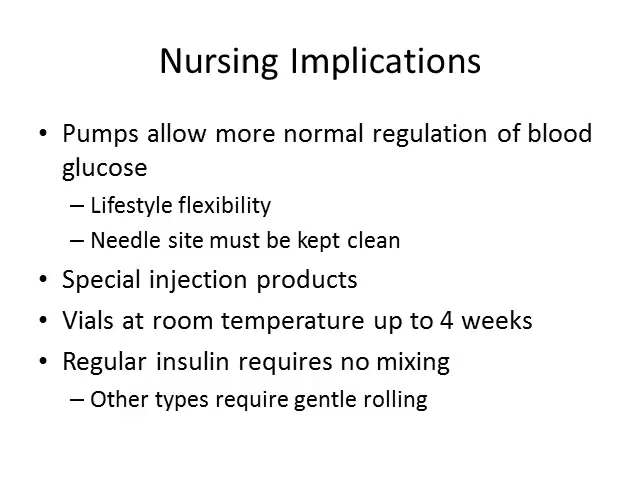 Nursing Implications
• Pumps allow more normal regulation of blood
glucose
– Lifestyle flexibility
– Needle site must be kept clean
• Special injection products
• Vials at room temperature up to 4 weeks
• Regular insulin requires no mixing
– Other types require gentle rolling